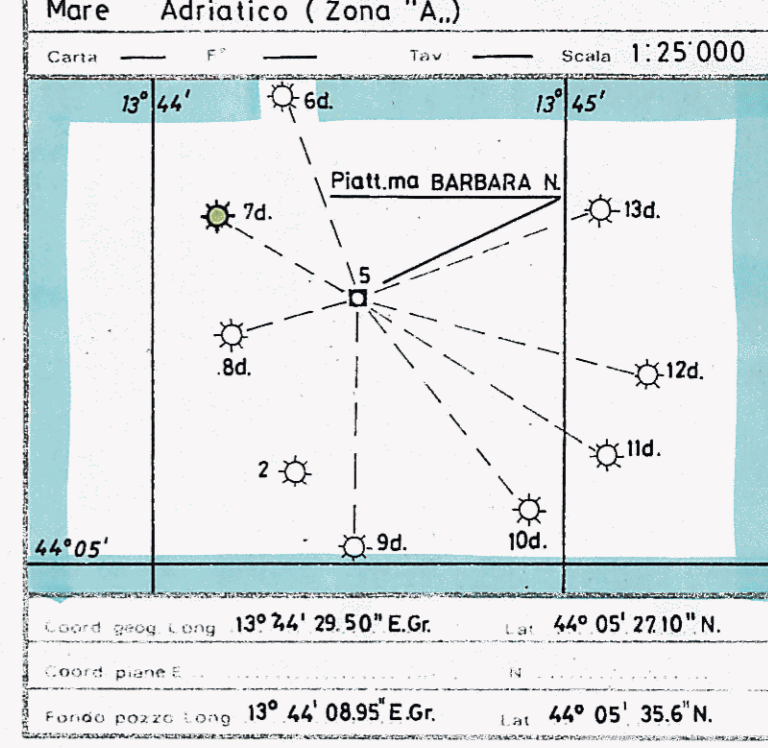 Mare Adriatico (Zona "A„)
Carta — F° — Tav — Scala 1:25'000
13° 44' 6d. 13° 45'
Piatt.ma BARBARA N.
7d. 13d.
5
8d. 12d.
2 11d.
44°05' 9d. 10d.
Coord geog Long 13° 44' 29.50" E.Gr. Lat 44° 05' 27.10" N.
Coord piane E N
Fondo pozzo Long 13° 44' 08.95" E.Gr. Lat 44° 05' 35.6" N.